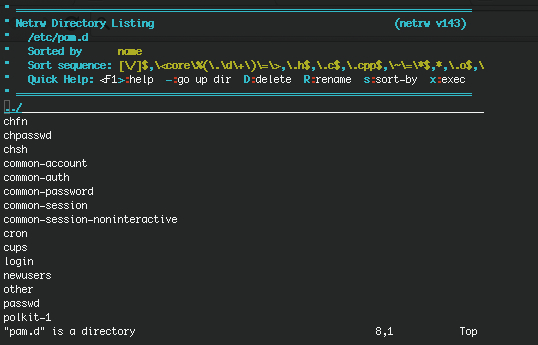 " ============================================================================
" Netrw Directory Listing (netrw v143)
" /etc/pam.d
" Sorted by name
" Sort sequence: [\/]$,\<core\%(\.\d\+\)\=\>,\.h$,\.c$,\.cpp$,\~\=\*$,*,\.o$,\
" Quick Help: <F1>:help -:go up dir D:delete R:rename s:sort-by x:exec
" ============================================================================
../
chfn
chpasswd
chsh
common-account
common-auth
common-password
common-session
common-session-noninteractive
cron
cups
login
newusers
other
passwd
polkit-1
"pam.d" is a directory 8,1 Top